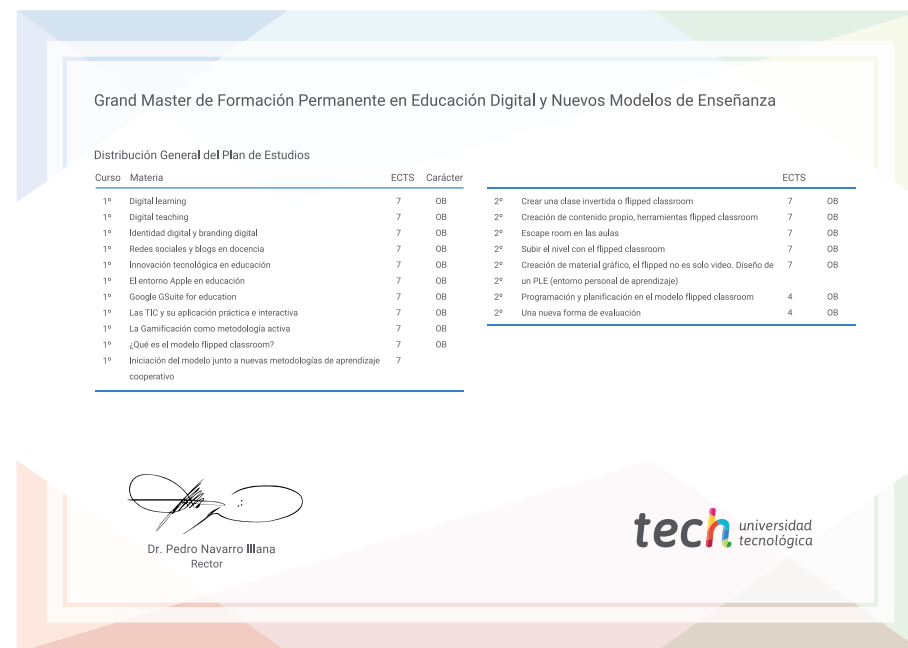 Grand Master de Formación Permanente en Educación Digital y Nuevos Modelos de Enseñanza
Distribución General del Plan de Estudios
Curso Materia ECTS Carácter
1º Digital learning 7 OB
1º Digital teaching 7 OB
1º Identidad digital y branding digital 7 OB
1º Redes sociales y blogs en docencia 7 OB
1º Innovación tecnológica en educación 7 OB
1º El entorno Apple en educación 7 OB
1º Google GSuite for education 7 OB
1º Las TIC y su aplicación práctica e interactiva 7 OB
1º La Gamificación como metodología activa 7 OB
1º ¿Qué es el modelo flipped classroom? 7 OB
1º Iniciación del modelo junto a nuevas metodologías de aprendizaje 7
cooperativo
ECTS
2º Crear una clase invertida o flipped classroom 7 OB
2º Creación de contenido propio, herramientas flipped classroom 7 OB
2º Escape room en las aulas 7 OB
2º Subir el nivel con el flipped classroom 7 OB
2º Creación de material gráfico, el flipped no es solo video. Diseño de 7 OB
2º un PLE (entorno personal de aprendizaje)
2º Programación y planificación en el modelo flipped classroom 4 OB
2º Una nueva forma de evaluación 4 OB
Dr. Pedro Navarro Illana
Rector
tech universidad
tecnológica